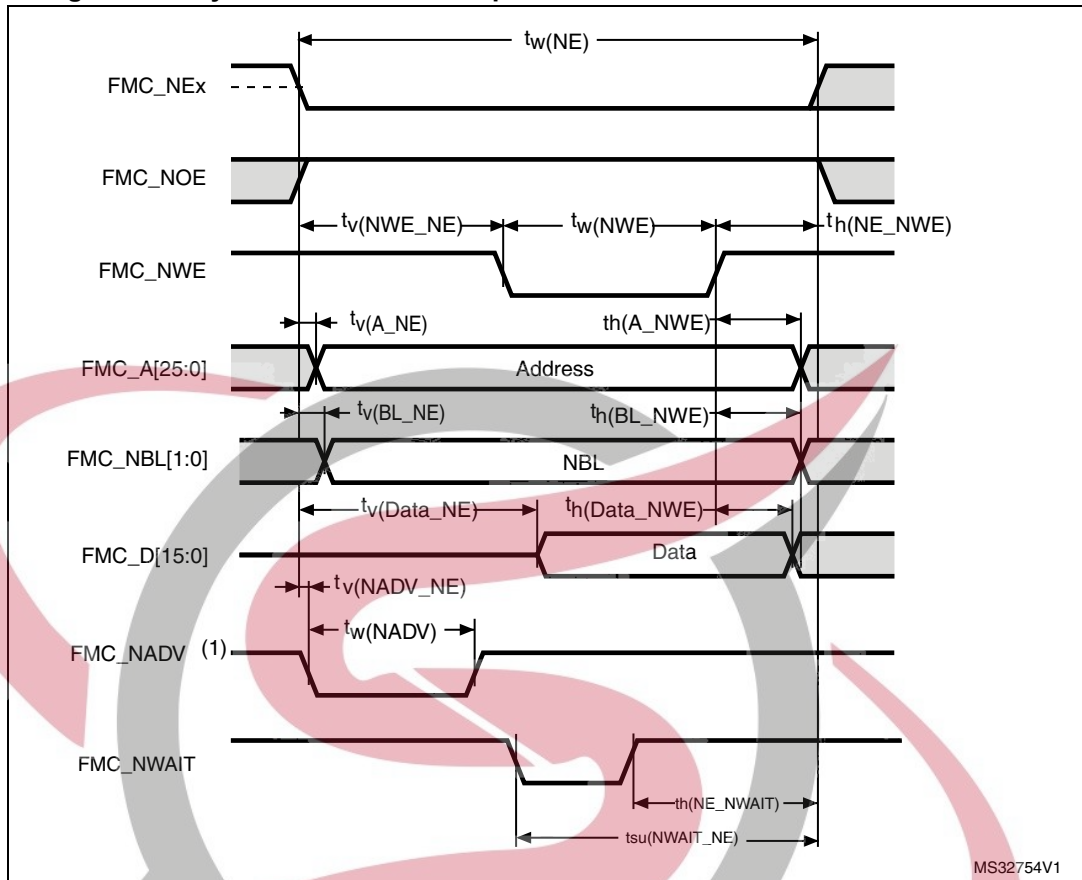 tw(NE)
FMC_NEx
FMC_NOE
tv(NWE_NE) tw(NWE) th(NE_NWE)
FMC_NWE
tv(A_NE) th(A_NWE)
FMC_A[25:0] Address
tv(BL_NE) th(BL_NWE)
FMC_NBL[1:0] NBL
tv(Data_NE) th(Data_NWE)
FMC_D[15:0] Data
tv(NADV_NE)
tw(NADV)
FMC_NADV (1)
FMC_NWAIT
th(NE_NWAIT)
tsu(NWAIT_NE)
MS32754V1